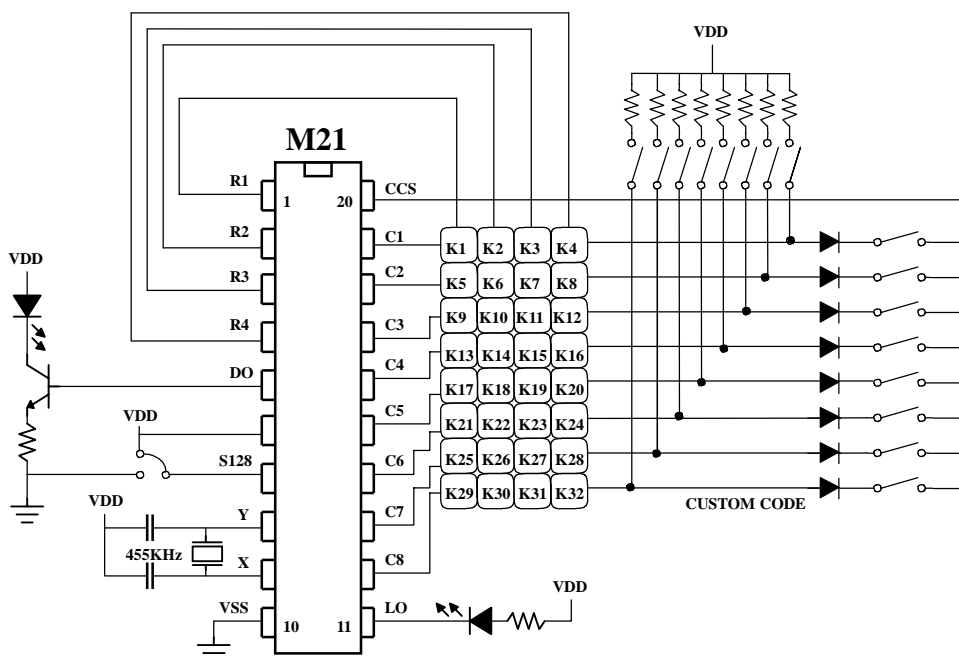 VDD
M21
R1
1
20
CCS
R2
C1
K1 K2 K3 K4
VDD
R3
C2
K5 K6 K7 K8
R4
C3
K9 K10 K11 K12
DO
C4
K13 K14 K15 K16
VDD
C5
K17 K18 K19 K20
S128
C6
K21 K22 K23 K24
K25 K26 K27 K28
VDD
Y
C7
K29 K30 K31 K32
CUSTOM CODE
455KHz
X
C8
VSS
10
11
LO
VDD